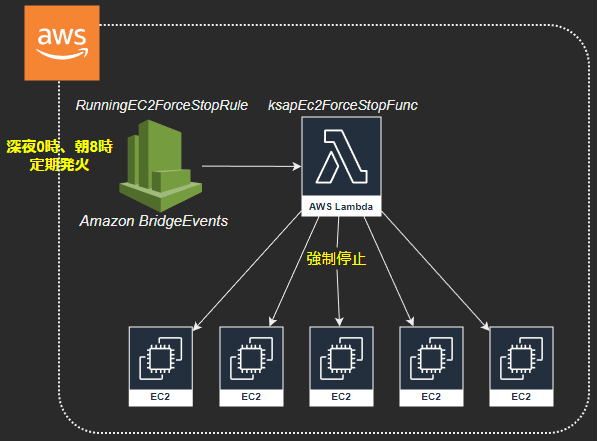 aws
RunningEC2ForceStopRule
ksapEc2ForceStopFunc
深夜0時、朝8時
定期発火
Amazon BridgeEvents
AWS Lambda
強制停止
EC2
EC2
EC2
EC2
EC2